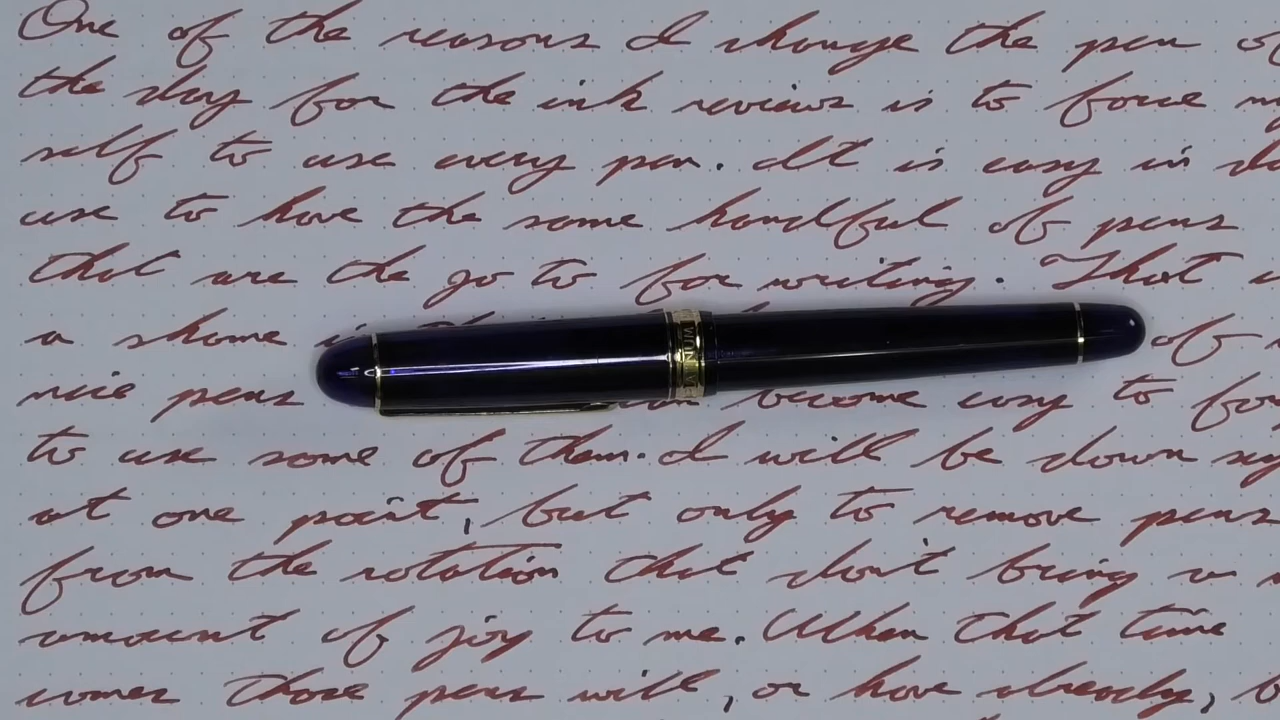 One of the reasons I change the pen of
the day for the ink reviews is to force my
self to use every pen. It is easy in da
use to have the same handful of pens
that are the go to for writing. That
a shame of
nice pens become easy to
to use some of them. I will be down
at one point, but only to remove pens
from the rotation that don't bring
amount of joy to me. When that time
comes those pens will, or have already,